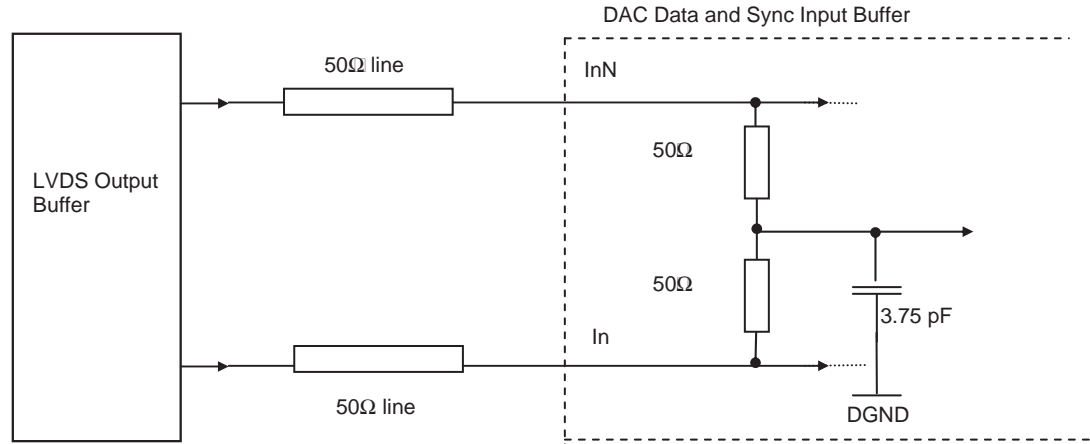 DAC Data and Sync Input Buffer
50Ω line
InN
50Ω
LVDS Output
Buffer
50Ω
3.75 pF
In
50Ω line
DGND